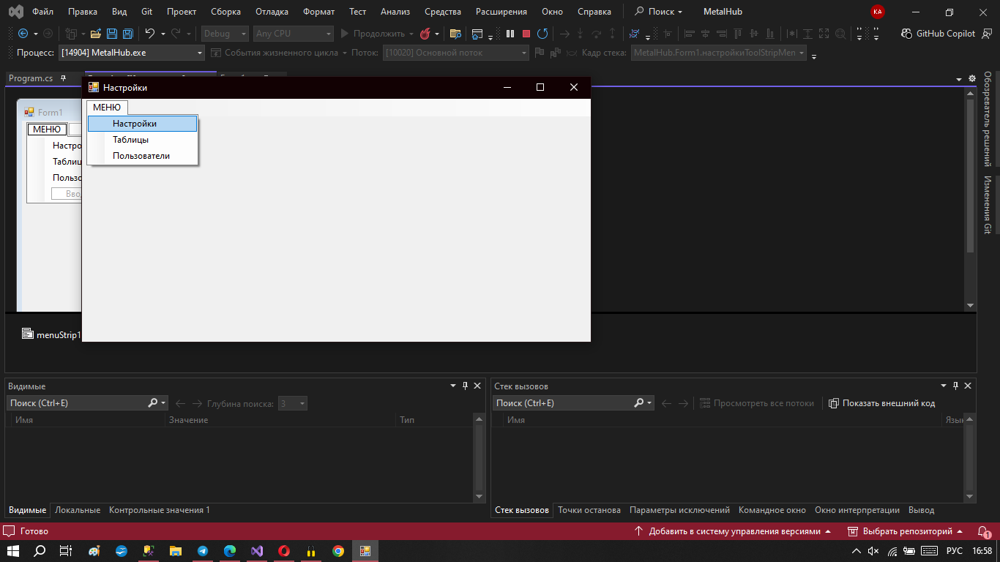 Файл Правка Вид Git Проект Сборка Отладка Формат Тест Анализ Средства Расширения Окно Справка Поиск MetalHub КА
Debug Any CPU Продолжить GitHub Copilot
Процесс: [14904] MetalHub.exe События жизненного цикла Поток: [10020] Основной поток Кадр стека: MetalHub.Form1.настройкиToolStripMen
Program.cs
Настройки
МЕНЮ
Настройки
Таблицы
Пользователи
Form1
МЕНЮ
Настро
Таблиц
Пользо
Ввод
menuStrip1
Обозреватель решений
Изменения Git
Видимые
Поиск (Ctrl+E) Глубина поиска: 3
Имя Значение Тип
Видимые Локальные Контрольные значения 1
Стек вызовов
Поиск (Ctrl+E) Просмотреть все потоки Показать внешний код
Имя Язык
Стек вызовов Точки останова Параметры исключений Командное окно Окно интерпретации Вывод
Готово Добавить в систему управления версиями Выбрать репозиторий 1
РУС 16:58